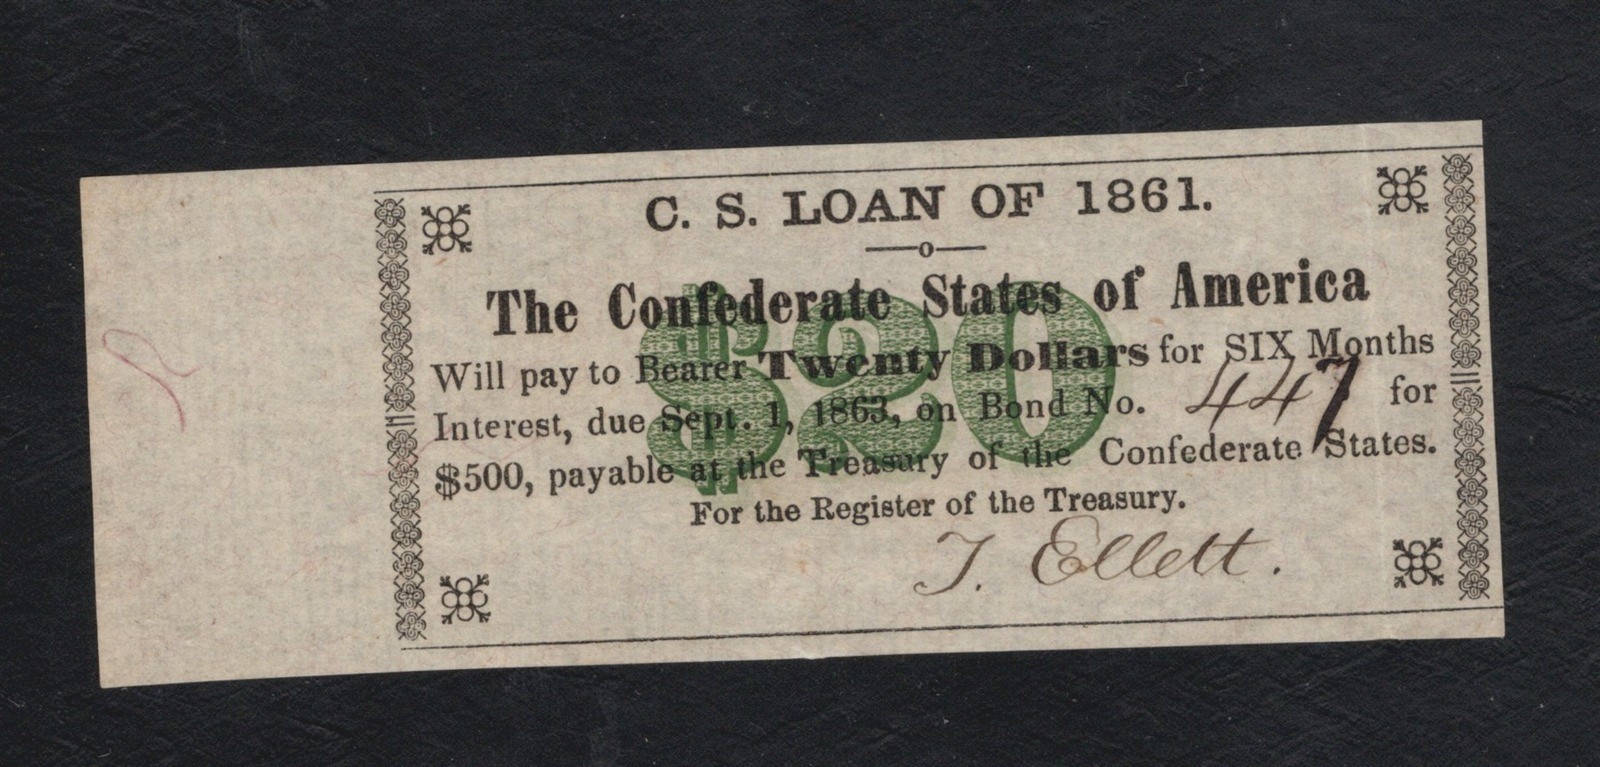 C. S. LOAN OF 1861.
The Confederate States of America
Will pay to Bearer Twenty Dollars for SIX Months
Interest, due Sept. 1, 1863, on Bond No. 447 for
$500, payable at the Treasury of the Confederate States.
For the Register of the Treasury.
T. Ellett.
$20